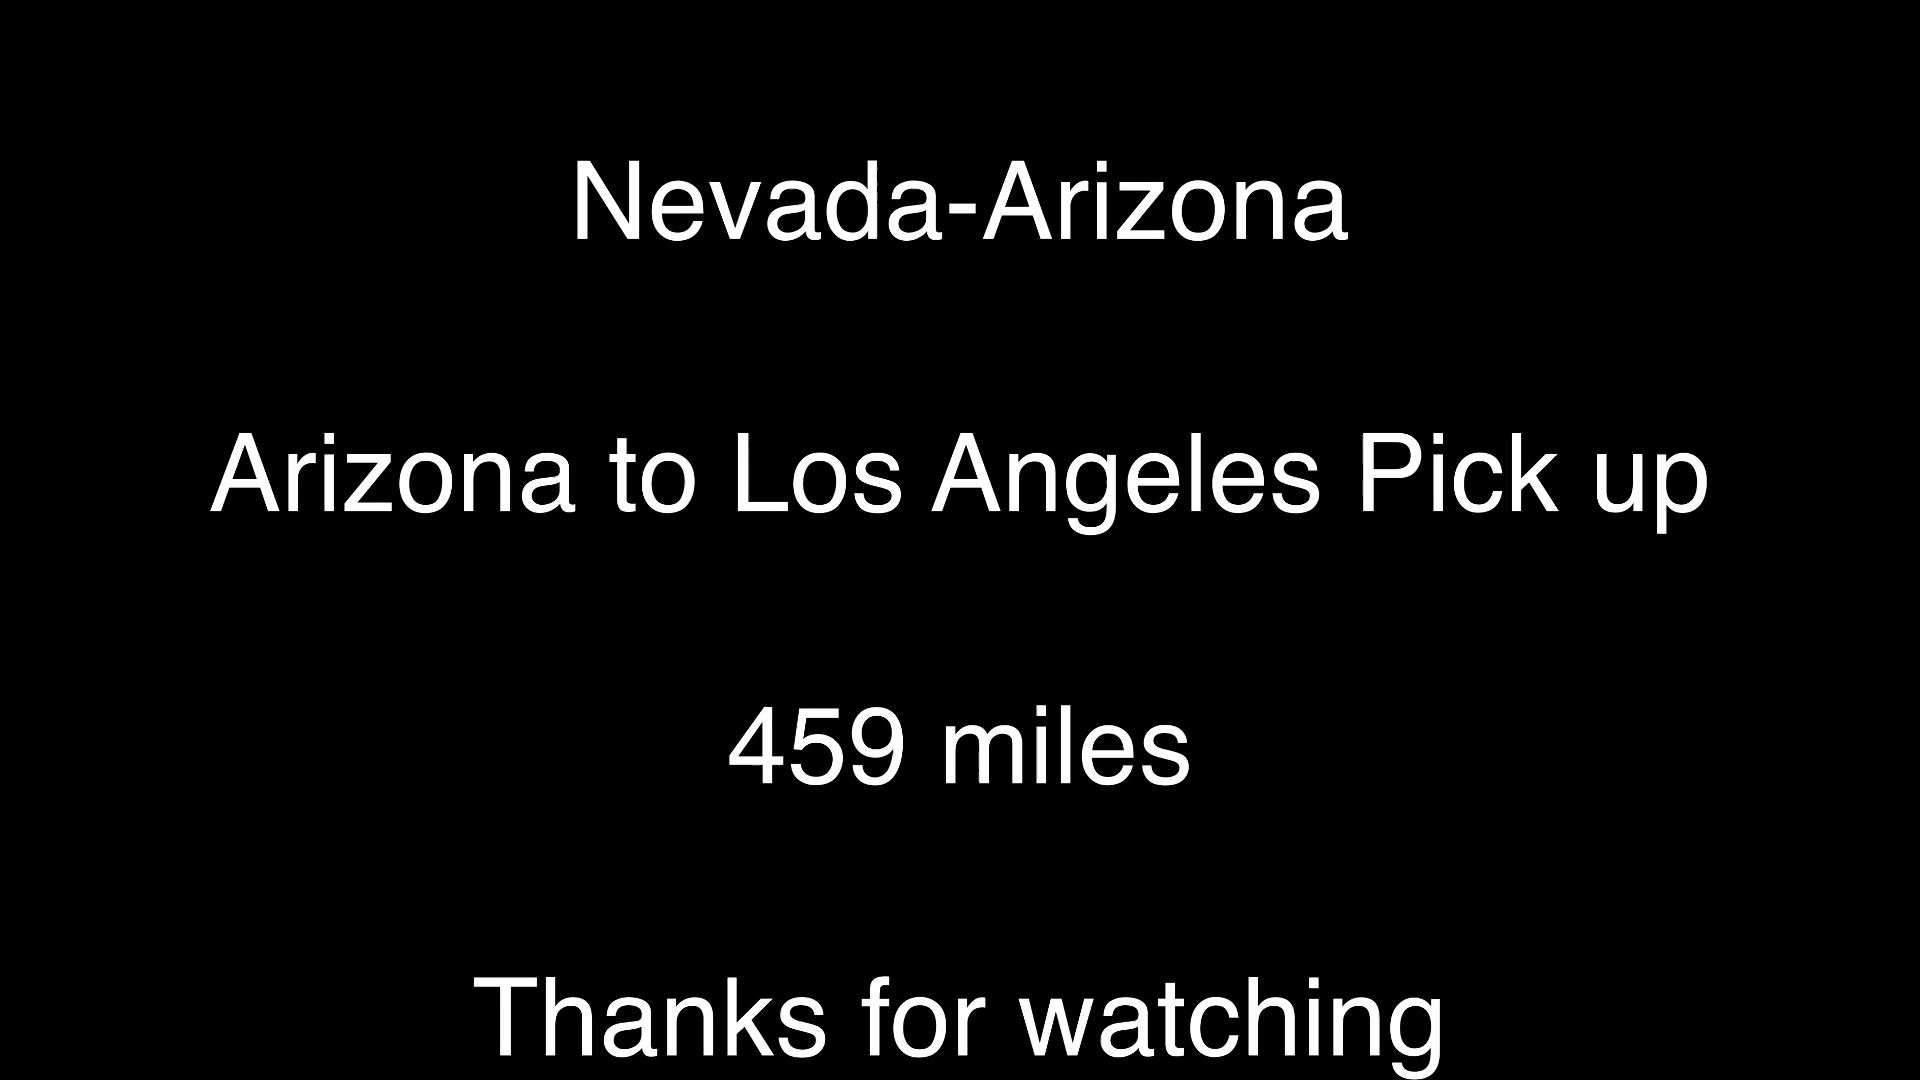 Nevada-Arizona
Arizona to Los Angeles Pick up
459 miles
Thanks for watching